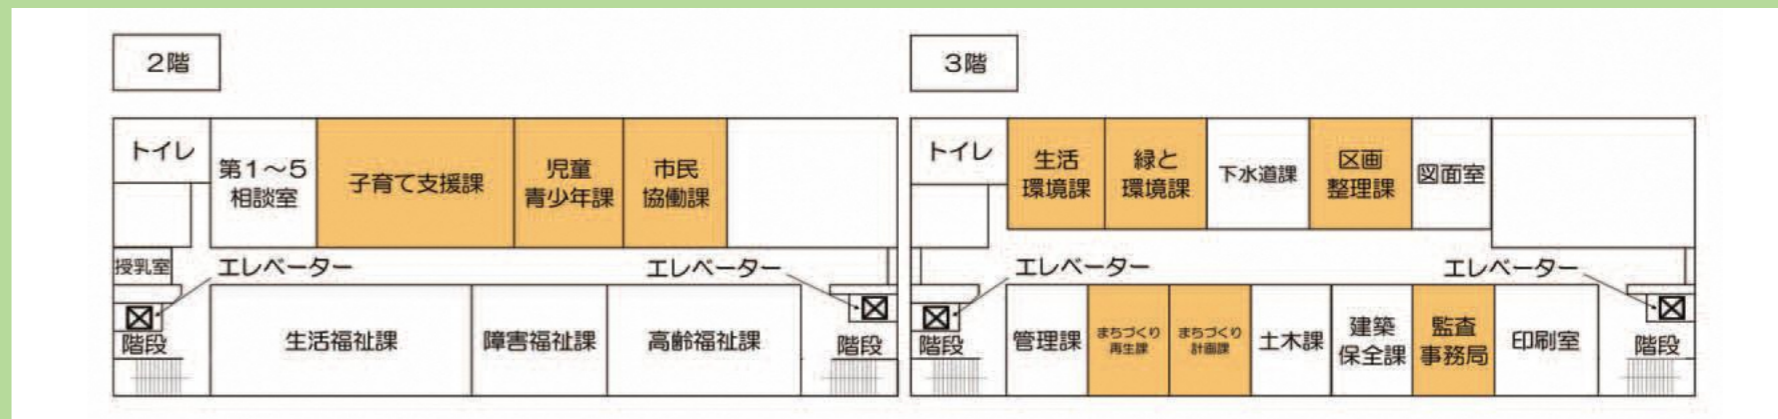 2階
トイレ
第1～5
相談室
子育て支援課
児童
青少年課
市民
協働課
授乳室
エレベーター
エレベーター
階段
生活福祉課
障害福祉課
高齢福祉課
階段
3階
トイレ
生活
環境課
緑と
環境課
下水道課
区画
整理課
図面室
エレベーター
エレベーター
階段
管理課
まちづくり
再生課
まちづくり
計画課
土木課
建築
保全課
監査
事務局
印刷室
階段